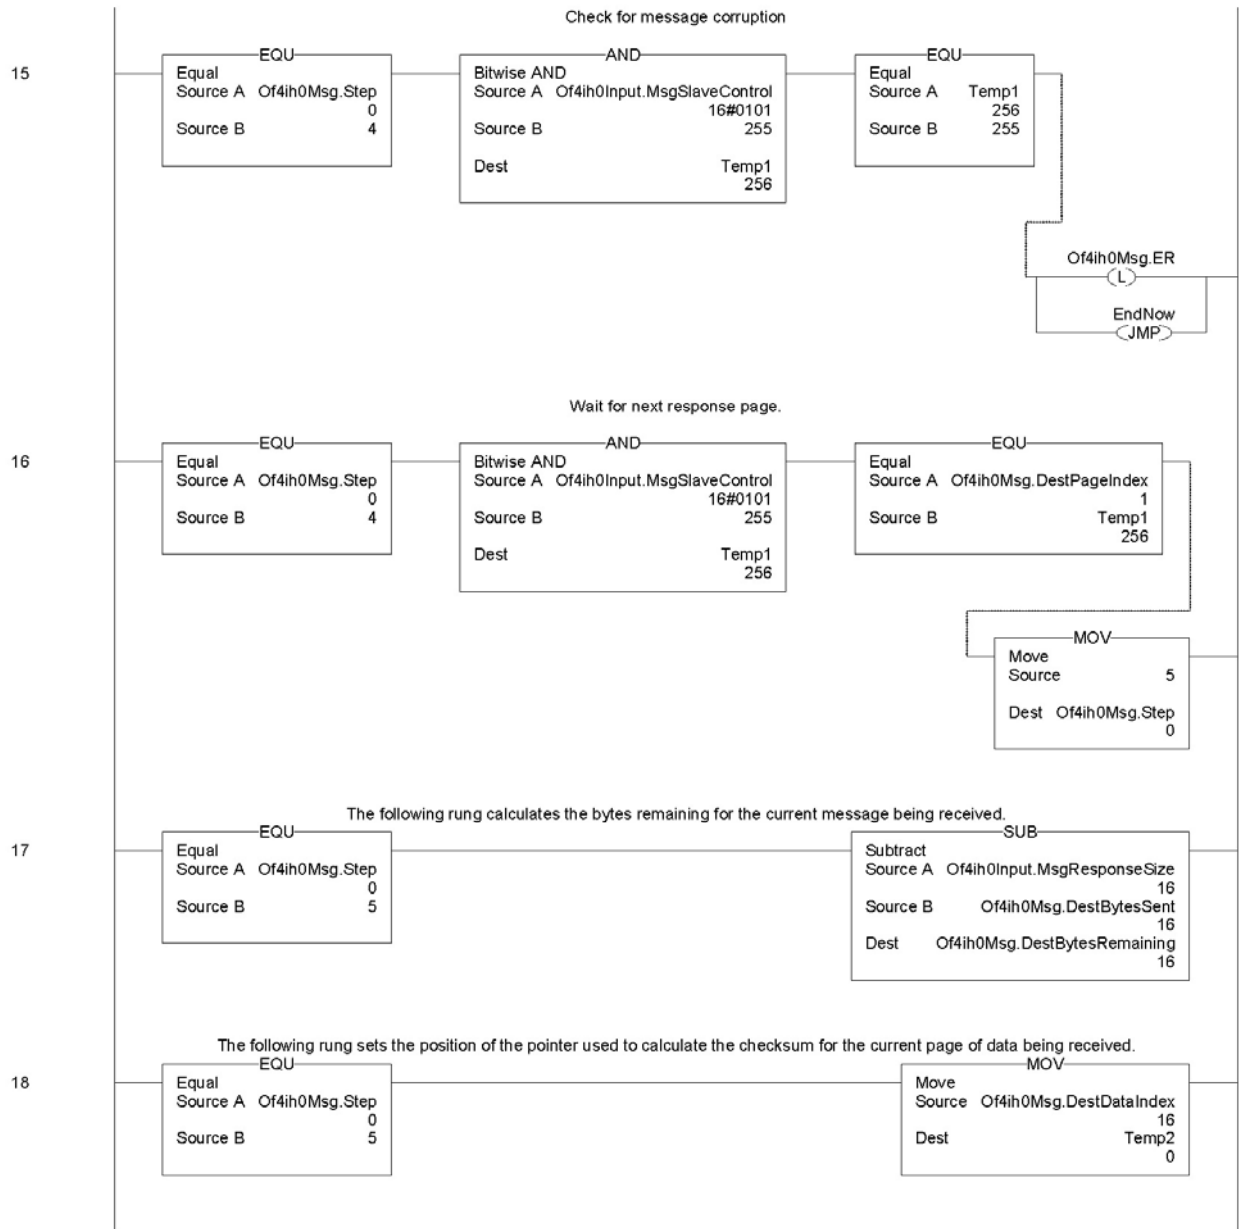 Check for message corruption
15
EQU
Equal
Source A Of4ih0Msg.Step
0
Source B 4
AND
Bitwise AND
Source A Of4ih0Input.MsgSlaveControl
16#0101
Source B 255
Dest Temp1
256
EQU
Equal
Source A Temp1
256
Source B 255
Of4ih0Msg.ER
L
EndNow
JMP
Wait for next response page.
16
EQU
Equal
Source A Of4ih0Msg.Step
0
Source B 4
AND
Bitwise AND
Source A Of4ih0Input.MsgSlaveControl
16#0101
Source B 255
Dest Temp1
256
EQU
Equal
Source A Of4ih0Msg.DestPageIndex
1
Source B Temp1
256
MOV
Move
Source 5
Dest Of4ih0Msg.Step
0
The following rung calculates the bytes remaining for the current message being received.
17
EQU
Equal
Source A Of4ih0Msg.Step
0
Source B 5
SUB
Subtract
Source A Of4ih0Input.MsgResponseSize
16
Source B Of4ih0Msg.DestBytesSent
16
Dest Of4ih0Msg.DestBytesRemaining
16
The following rung sets the position of the pointer used to calculate the checksum for the current page of data being received.
18
EQU
Equal
Source A Of4ih0Msg.Step
0
Source B 5
MOV
Move
Source Of4ih0Msg.DestDataIndex
16
Dest Temp2
0